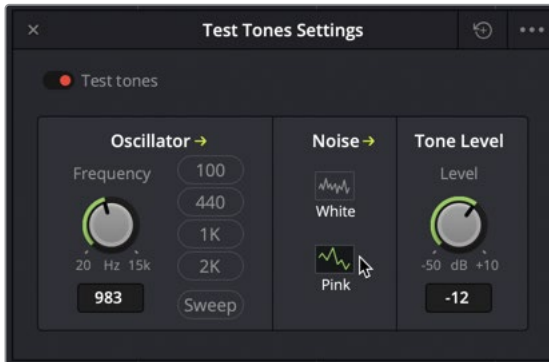 × Test Tones Settings •••
Test tones
Oscillator →
Frequency
20 Hz 15k
983
100
440
1K
2K
Sweep
Noise →
White
Pink
Tone Level
Level
-50 dB +10
-12